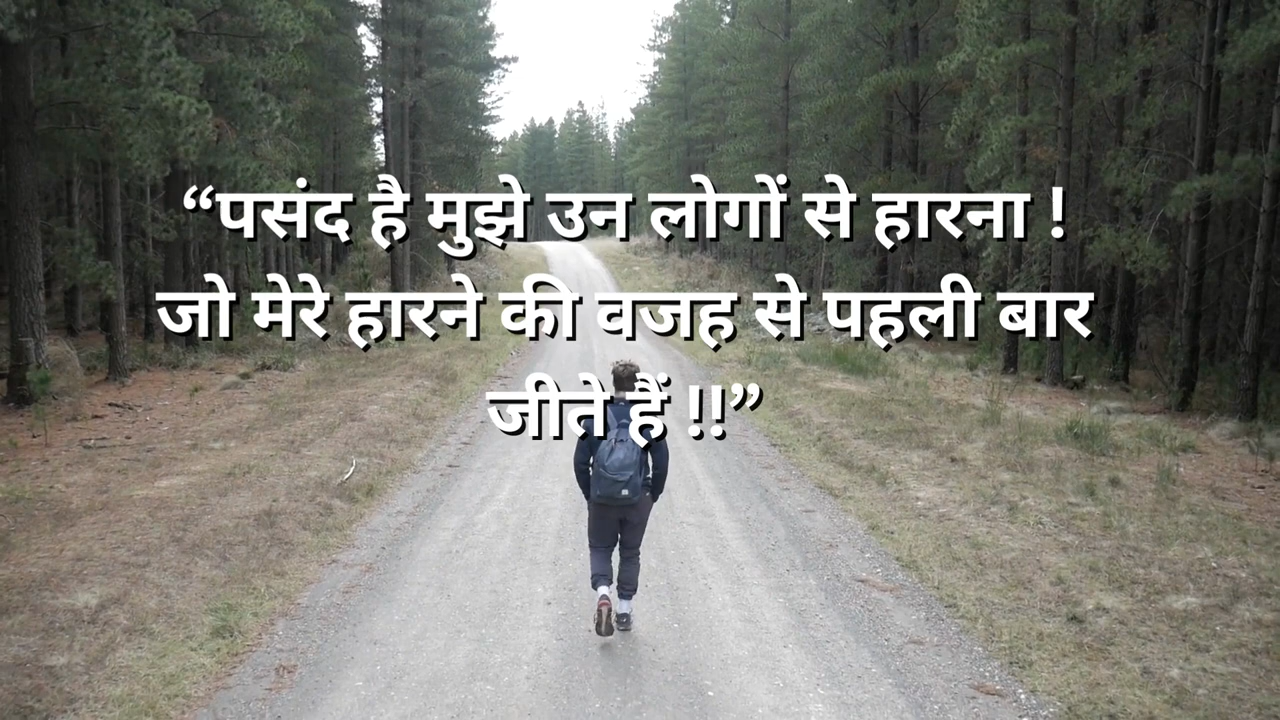 “पसंद है मुझे उन लोगों से हारना !
जो मेरे हारने की वजह से पहली बार
जीते हैं !!”